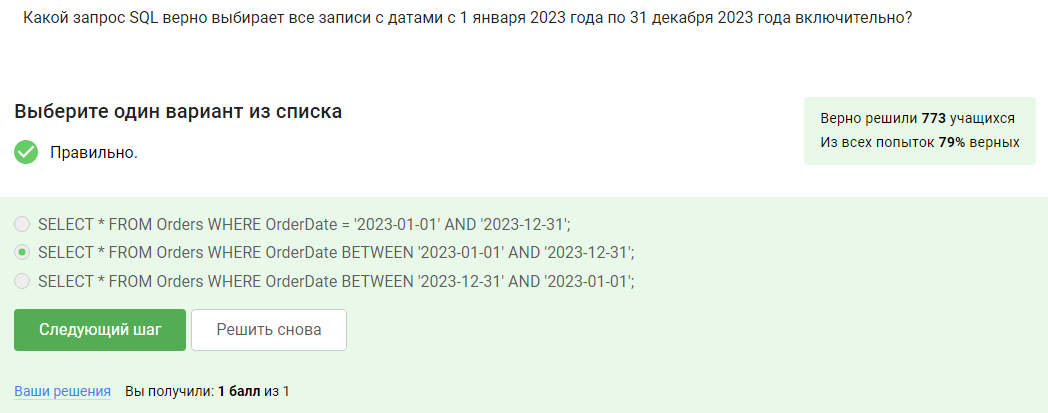 Какой запрос SQL верно выбирает все записи с датами с 1 января 2023 года по 31 декабря 2023 года включительно?
Выберите один вариант из списка
Верно решили 773 учащихся
Из всех попыток 79% верных
Правильно.
SELECT * FROM Orders WHERE OrderDate = '2023-01-01' AND '2023-12-31';
SELECT * FROM Orders WHERE OrderDate BETWEEN '2023-01-01' AND '2023-12-31';
SELECT * FROM Orders WHERE OrderDate BETWEEN '2023-12-31' AND '2023-01-01';
Следующий шаг
Решить снова
Ваши решения Вы получили: 1 балл из 1